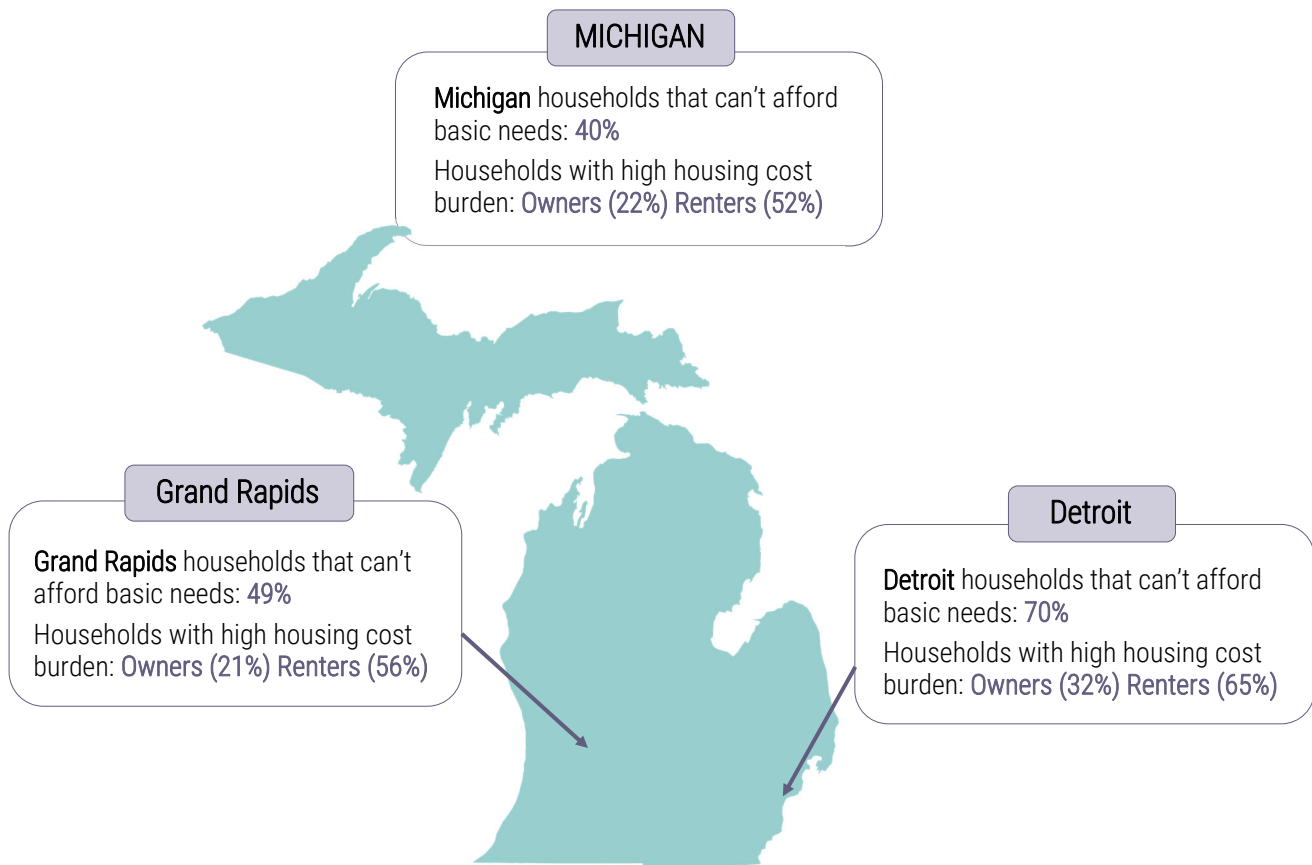 MICHIGAN
Michigan households that can’t afford
basic needs: 40%
Households with high housing cost
burden: Owners (22%) Renters (52%)
Grand Rapids
Grand Rapids households that can’t
afford basic needs: 49%
Households with high housing cost
burden: Owners (21%) Renters (56%)
Detroit
Detroit households that can’t afford
basic needs: 70%
Households with high housing cost
burden: Owners (32%) Renters (65%)